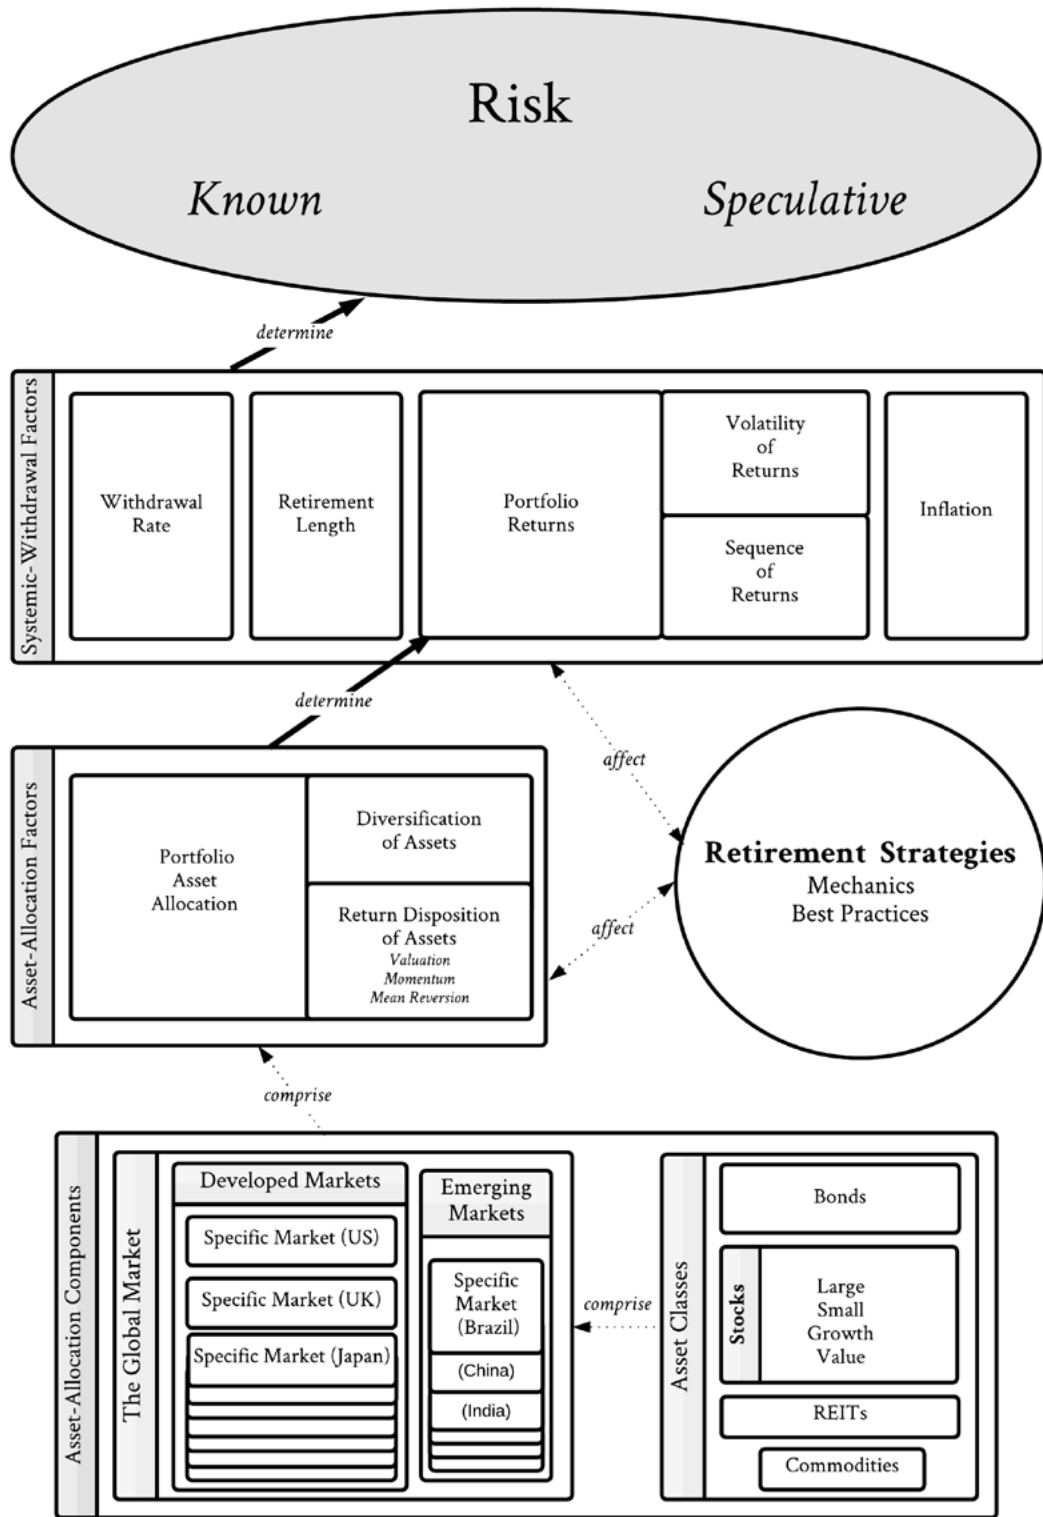 Risk
Known
Speculative
determine
Systemic-Withdrawal Factors
Withdrawal
Rate
Retirement
Length
Portfolio
Returns
Volatility
of
Returns
Sequence
of
Returns
Inflation
determine
affect
Asset-Allocation Factors
Portfolio
Asset
Allocation
Diversification
of Assets
Return Disposition
of Assets
Valuation
Momentum
Mean Reversion
affect
Retirement Strategies
Mechanics
Best Practices
comprise
Asset-Allocation Components
The Global Market
Developed Markets
Specific Market (US)
Specific Market (UK)
Specific Market (Japan)
Emerging
Markets
Specific
Market
(Brazil)
(China)
(India)
comprise
Asset Classes
Bonds
Stocks
Large
Small
Growth
Value
REITs
Commodities